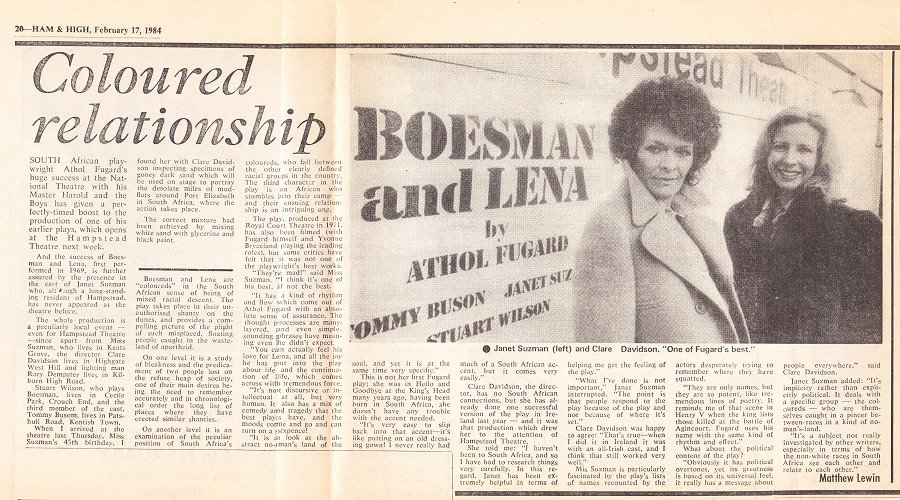 20—HAM & HIGH, February 17, 1984
Coloured
relationship
SOUTH African play-
wright Athol Fugard's
huge success at the Nat-
ional Theatre with his
Master Harold and the
Boys has given a per-
fectly-timed boost to the
production of one of his
earlier plays, which opens
at the Hampstead
Theatre next week.
And the success of Boes-
man and Lena, first per-
formed in 1969, is further
assured by the presence in
the cast of Janet Suzman
who, although a long-stand-
ing resident of Hampstead,
has never appeared at the
theatre before.
The whole production is
a peculiarly local event —
even for Hampstead Theatre
—since apart from Miss
Suzman, who lives in Keats
Grove, the director Clare
Davidson lives in Highgate
West Hill and lighting man
Rory Dempster lives in Kil-
burn High Road.
Stuart Wilson, who plays
Boesman, lives in Cecile
Park, Crouch End, and the
third member of the cast,
Tommy Buson, lives in Pats-
hull Road, Kentish Town.
When I arrived at the
theatre last Thursday, Miss
Suzman's 45th birthday, I
found her with Clare David-
son inspecting specimens of
gooey dark sand which will
be used on stage to portray
the desolate miles of mud-
flats around Port Elizabeth
in South Africa, where the
action takes place.
The correct mixture had
been achieved by mixing
white sand with glycerine and
black paint.
Boesman and Lena are
"coloureds" in the South
African sense of being of
mixed racial descent. The
play takes place in their un-
authorised shanty on the
dunes, and provides a com-
pelling picture of the plight
of such misplaced, floating
people caught in the waste-
land of apartheid.
On one level it is a study
of bleakness and the predica-
ment of two people lost on
the refuse heap of society,
one of their main desires be-
ing the need to remember
accurately and in chronologi-
cal order the long list of
places where they have
erected similar shanties.
On another level it is an
examination of the peculiar
position of South Africa's
coloureds, who fall between
the other clearly defined
racial groups in the country.
The third character in the
play is an African who
stumbles into their camp —
and their ensuing relation-
ship is an intriguing one.
The play, produced at the
Royal Court Theatre in 1971,
has also been filmed (with
Fugard himself and Yvonne
Bryceland playing the leading
roles), but some critics have
said that it was not one of
the playwright's best works.
"They're mad!" said Miss
Suzman. "I think it's one of
his best, if not the best.
"It has a kind of rhythm
and flow which come out of
Athol Fugard with an abso-
lute sense of assurance. The
thought processes are many-
layered, and even simple-
sounding phrases have mean-
ing even he didn't expect.
"You can actually feel his
love for Lena, and all the joy
he has put into the play
about life and the continua-
tion of life, which comes
across with tremendous force.
"It's not discursive or in-
tellectual at all, but very
human. It also has a mix of
comedy and tragedy that the
best plays have, and the
moods come and go and can
turn on a sixpence.
"It is a look at the ab-
stract no-man's land of the
soul, and yet it is at the
same time very specific."
This is not her first Fugard
play; she was in Hello and
Goodbye at the King's Head
many years ago, having been
born in South Africa, she
doesn't have any trouble
with the accent needed.
"It's very easy to slip
back into that accent—it's
like putting on an old dress-
ing gown! I never really had
much of a South African ac-
cent, but it comes very
easily."
Clare Davidson, the direc-
tor, has no South African
connections, but she has al-
ready done one successful
version of the play in Ire-
land last year — and it was
that production which drew
her to the attention of
Hampstead Theatre.
She told me: "I haven't
been to South Africa, and so
I have had to research things
very carefully. In this re-
gard, Janet has been ex-
tremely helpful in terms of
helping me get the feeling of
the play."
"What I've done is not
important," Janet Suzman
interrupted. "The point is
that people respond to the
play because of the play and
not because of where it's
set."
Clare Davidson was happy
to agree: "That's true—when
I did it in Ireland it was
with an all-Irish cast, and I
think that still worked very
well."
Miss Suzman is particularly
fascinated by the play's lists
of names recounted by the
actors desperately trying to
remember where they have
squatted.
"They are only names, but
they are so potent, like tre-
mendous lines of poetry. It
reminds me of that scene in
Henry V when the king lists
those killed at the battle of
Agincourt. Fugard uses his
name with the same kind of
rhythm and effect."
What about the political
content of the play?
"Obviously it has political
overtones, yet its greatness
is based on its universal feel,
it really has a message about
people everywhere," said
Clare Davidson.
Janet Suzman added: "It's
implicity rather than expli-
citly political. It deals with
a specific group — the col-
oureds — who are them-
selves caught in a pincer be-
tween-races in a kind of no-
man's-land.
"It's a subject not really
investigated by other writers,
especially in terms of how
the non-white races in South
Africa see each other and
relate to each other."
Matthew Lewin
pstead Theat
BOESMAN
and LENA
by
ATHOL FUGARD
TOMMY BUSON JANET SUZ
STUART WILSON
● Janet Suzman (left) and Clare Davidson. "One of Fugard's best."